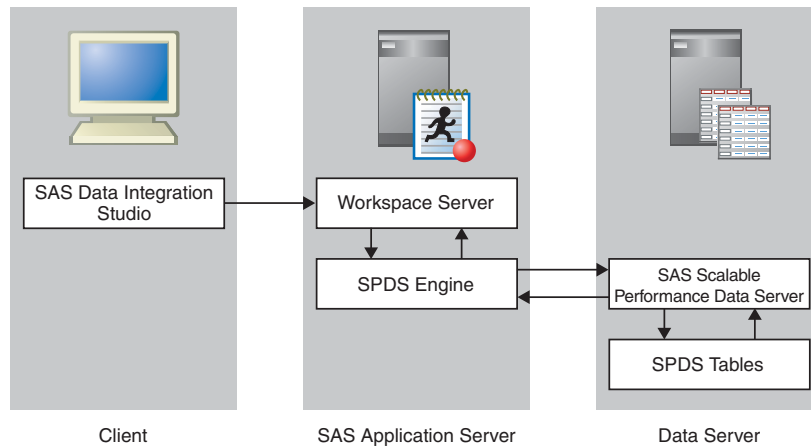 SAS Data Integration
Studio
Workspace Server
SPDS Engine
SAS Scalable
Performance Data Server
SPDS Tables
Client
SAS Application Server
Data Server